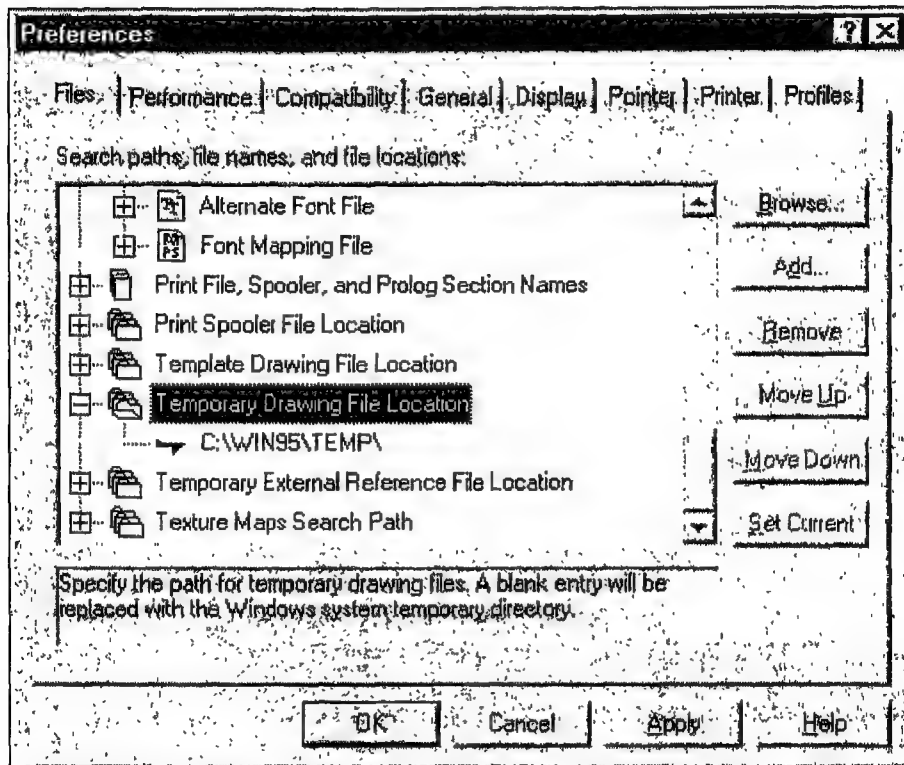 Preferences
Files Performance Compatibility General Display Pointer Printer Profiles
Search paths, file names, and file locations:
Alternate Font File
Font Mapping File
Print File, Spooler, and Prolog Section Names
Print Spooler File Location
Template Drawing File Location
Temporary Drawing File Location
C:\WIN95\TEMP\
Temporary External Reference File Location
Texture Maps Search Path
Browse...
Add...
Remove
Move Up
Move Down
Set Current
Specify the path for temporary drawing files. A blank entry will be
replaced with the Windows system temporary directory.
OK Cancel Apply Help